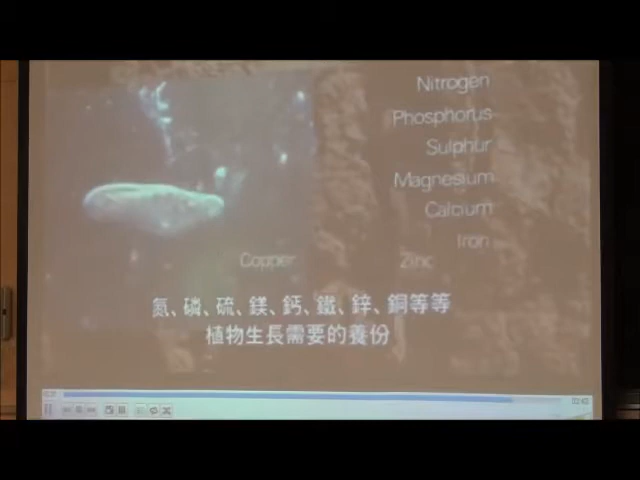 Nitrogen
Phosphorus
Sulphur
Magnesium
Calcium
Iron
Copper
Zinc
氮、磷、硫、鎂、鈣、鐵、鋅、銅等等
植物生長需要的養份